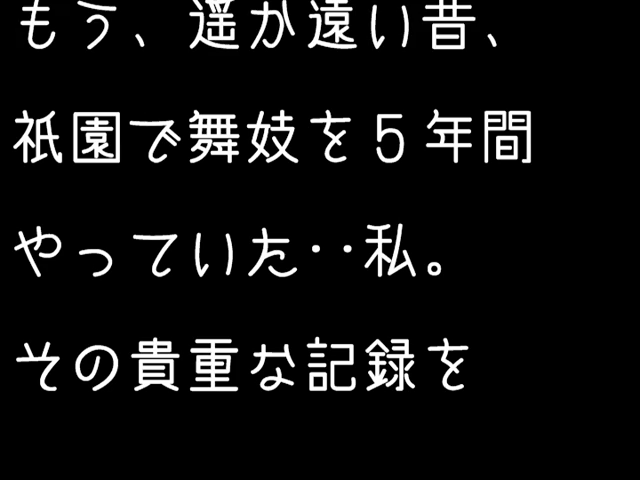 もう、遥か遠い昔、
祇園で舞妓を５年間
やっていた‥私。
その貴重な記録を